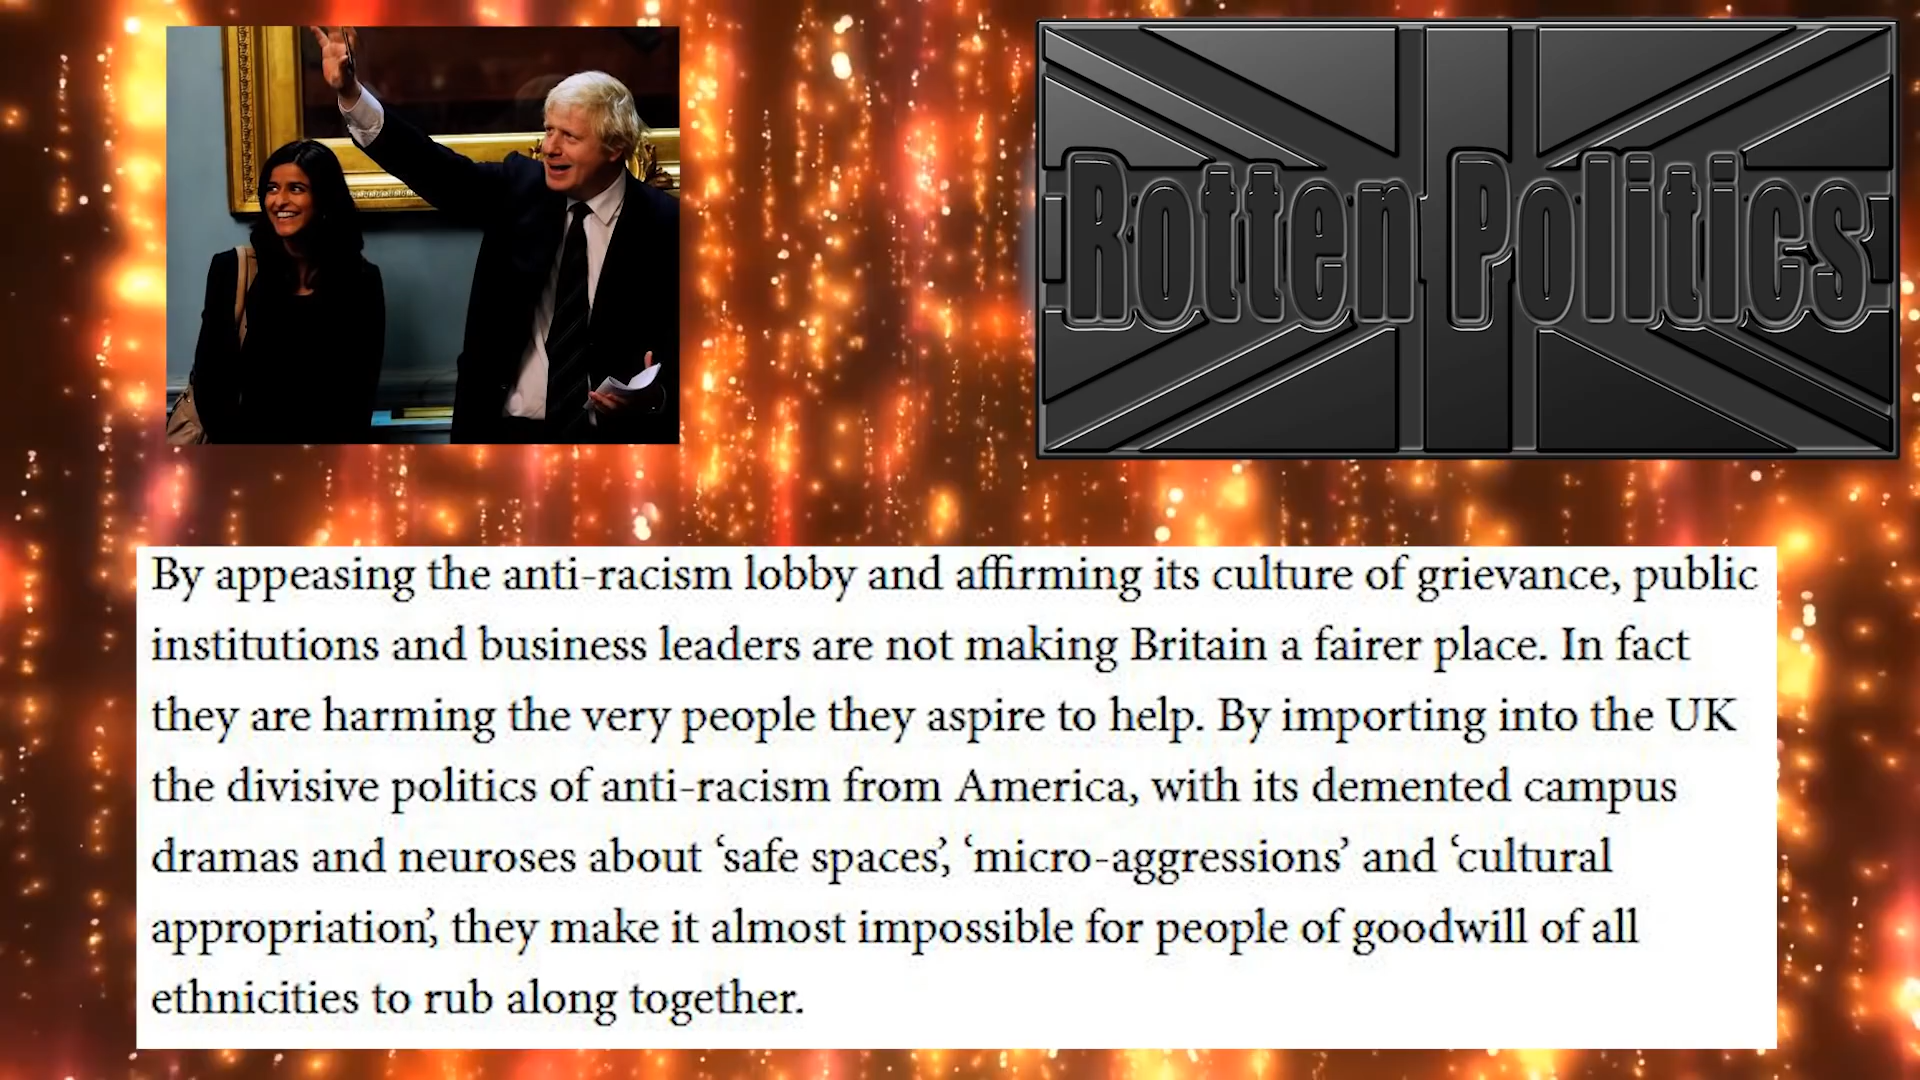 Rotten Politics
By appeasing the anti-racism lobby and affirming its culture of grievance, public
institutions and business leaders are not making Britain a fairer place. In fact
they are harming the very people they aspire to help. By importing into the UK
the divisive politics of anti-racism from America, with its demented campus
dramas and neuroses about ‘safe spaces’, ‘micro-aggressions’ and ‘cultural
appropriation’, they make it almost impossible for people of goodwill of all
ethnicities to rub along together.